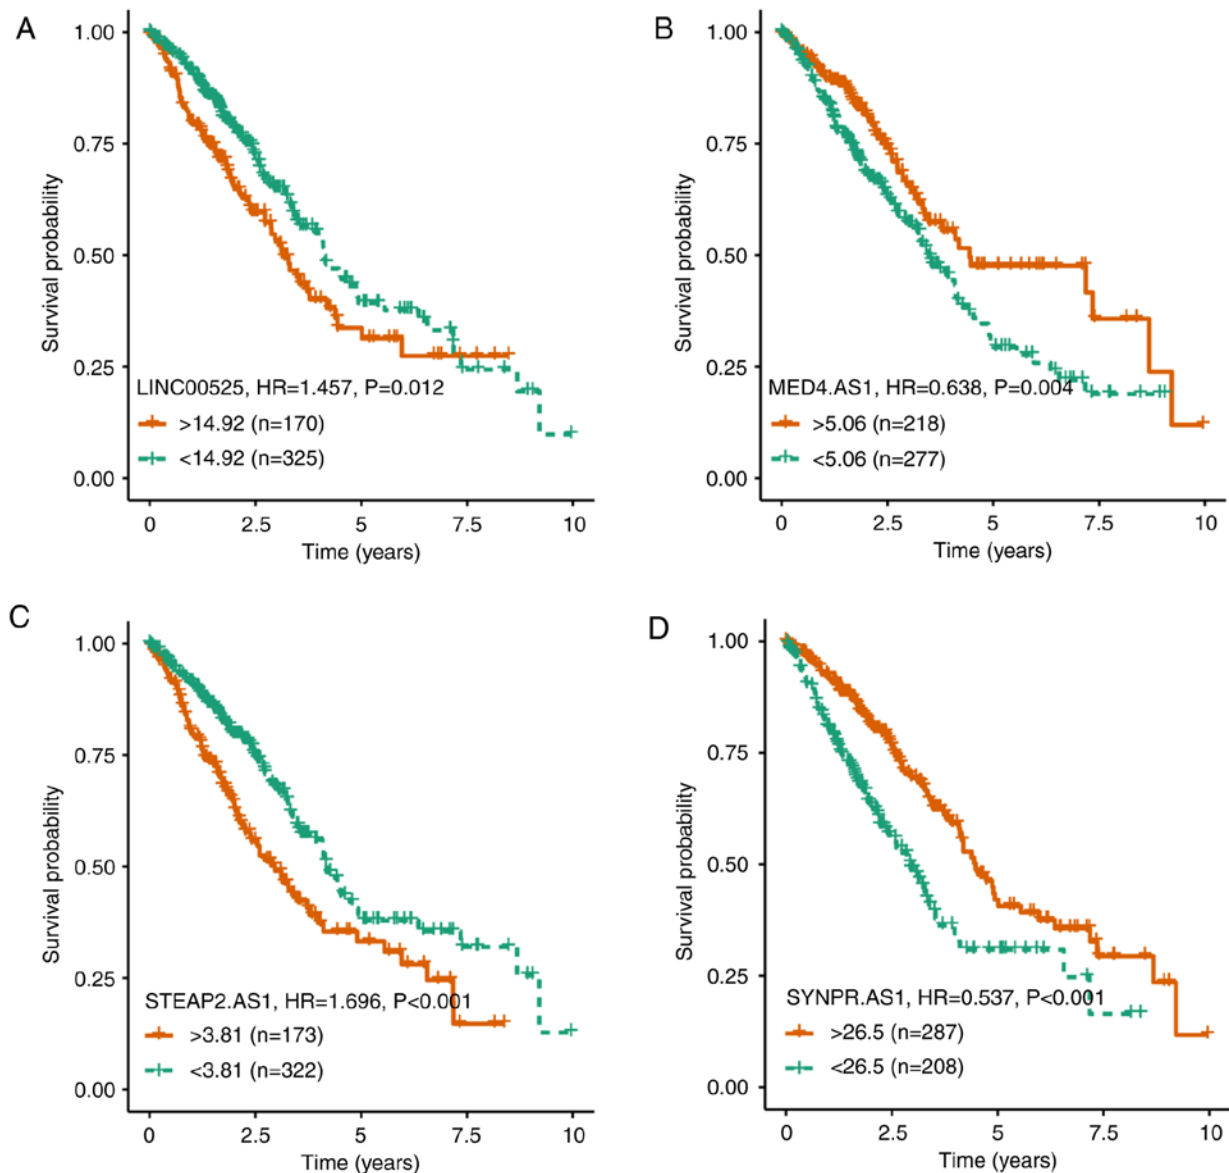 A
Survival probability
1.00
0.75
0.50
0.25
0.00
LINC00525, HR=1.457, P=0.012
>14.92 (n=170)
<14.92 (n=325)
0 2.5 5 7.5 10
Time (years)
B
Survival probability
1.00
0.75
0.50
0.25
0.00
MED4.AS1, HR=0.638, P=0.004
>5.06 (n=218)
<5.06 (n=277)
0 2.5 5 7.5 10
Time (years)
C
Survival probability
1.00
0.75
0.50
0.25
0.00
STEAP2.AS1, HR=1.696, P<0.001
>3.81 (n=173)
<3.81 (n=322)
0 2.5 5 7.5 10
Time (years)
D
Survival probability
1.00
0.75
0.50
0.25
0.00
SYNPR.AS1, HR=0.537, P<0.001
>26.5 (n=287)
<26.5 (n=208)
0 2.5 5 7.5 10
Time (years)